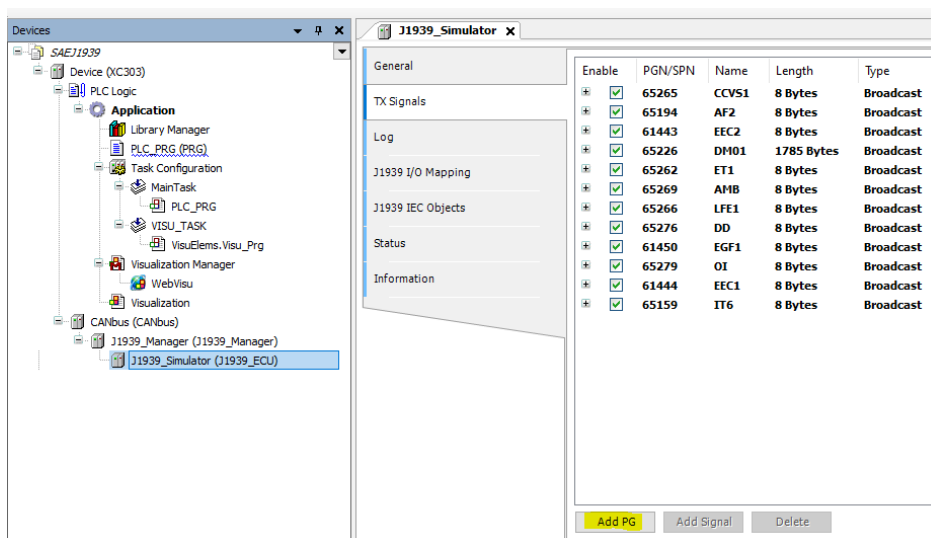 Devices
SAEJ1939
Device (XC303)
PLC Logic
Application
Library Manager
PLC_PRG (PRG)
Task Configuration
MainTask
PLC_PRG
VISU_TASK
VisuElems.Visu_Prg
Visualization Manager
WebVisu
Visualization
CANbus (CANbus)
J1939_Manager (J1939_Manager)
J1939_Simulator (J1939_ECU)
J1939_Simulator
General
TX Signals
Log
J1939 I/O Mapping
J1939 IEC Objects
Status
Information
Enable PGN/SPN Name Length Type
65265 CCVS1 8 Bytes Broadcast
65194 AF2 8 Bytes Broadcast
61443 EEC2 8 Bytes Broadcast
65226 DM01 1785 Bytes Broadcast
65262 ET1 8 Bytes Broadcast
65269 AMB 8 Bytes Broadcast
65266 LFE1 8 Bytes Broadcast
65276 DD 8 Bytes Broadcast
61450 EGF1 8 Bytes Broadcast
65279 OI 8 Bytes Broadcast
61444 EEC1 8 Bytes Broadcast
65159 IT6 8 Bytes Broadcast
Add PG Add Signal Delete